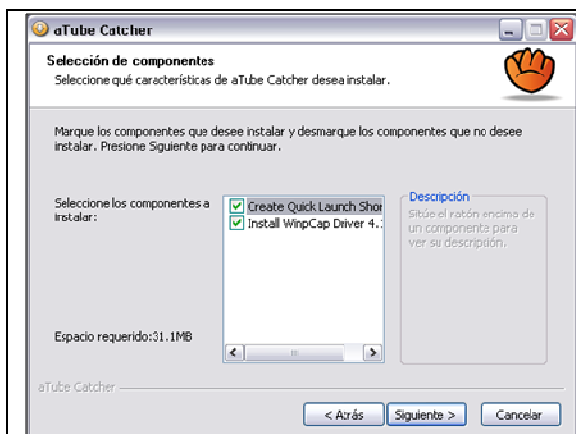 aTube Catcher
Selección de componentes
Seleccione qué características de aTube Catcher desea instalar.
Marque los componentes que desee instalar y desmarque los componentes que no desee
instalar. Presione Siguiente para continuar.
Seleccione los componentes a
instalar:
Create Quick Launch Shor
Install WinpCap Driver 4.
Descripción
Sitúe el ratón encima de
un componente para
ver su descripción.
Espacio requerido:31.1MB
aTube Catcher
< Atrás
Siguiente >
Cancelar